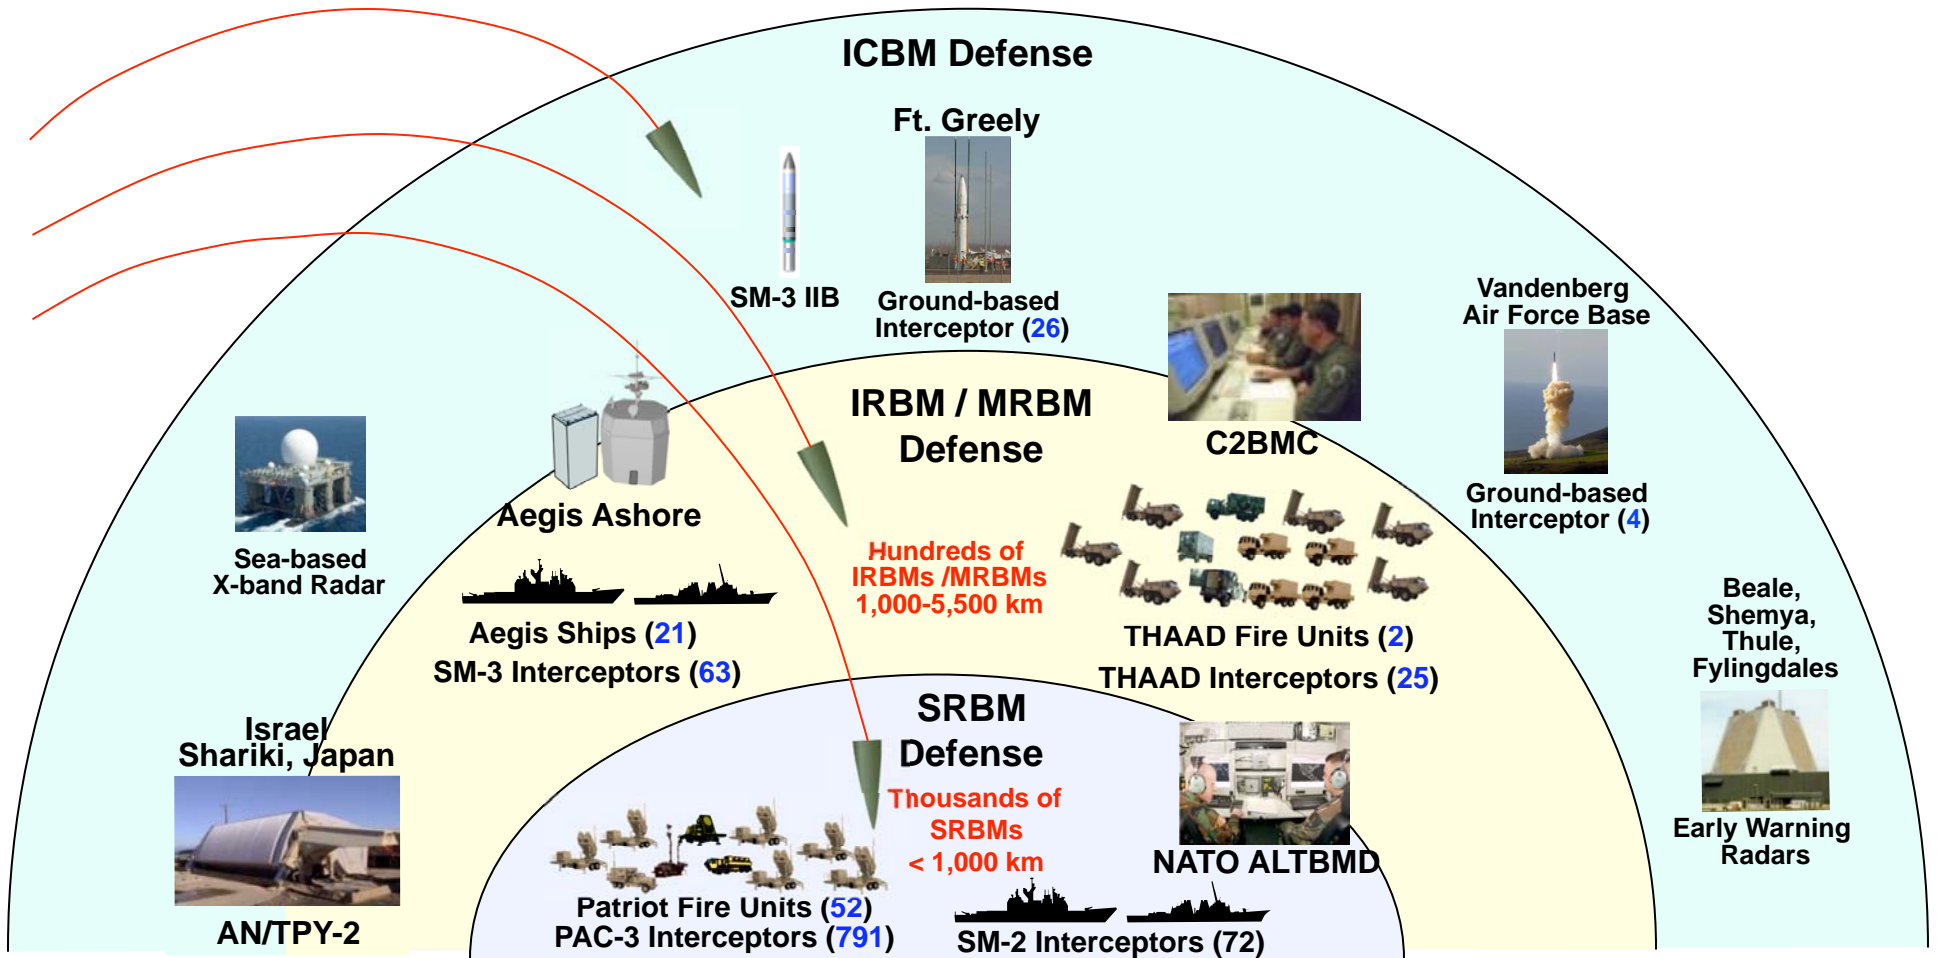 ICBM Defense
Ft. Greely
SM-3 IIB
Ground-based
Interceptor (26)
Vandenberg
Air Force Base
Ground-based
Interceptor (4)
IRBM / MRBM
Defense
C2BMC
Aegis Ashore
Sea-based
X-band Radar
Hundreds of
IRBMs /MRBMs
1,000-5,500 km
Aegis Ships (21)
SM-3 Interceptors (63)
THAAD Fire Units (2)
THAAD Interceptors (25)
Beale,
Shemya,
Thule,
Fylingdales
Early Warning
Radars
Israel
Shariki, Japan
AN/TPY-2
SRBM
Defense
Thousands of
SRBMs
< 1,000 km
NATO ALTBMD
Patriot Fire Units (52)
PAC-3 Interceptors (791)
SM-2 Interceptors (72)